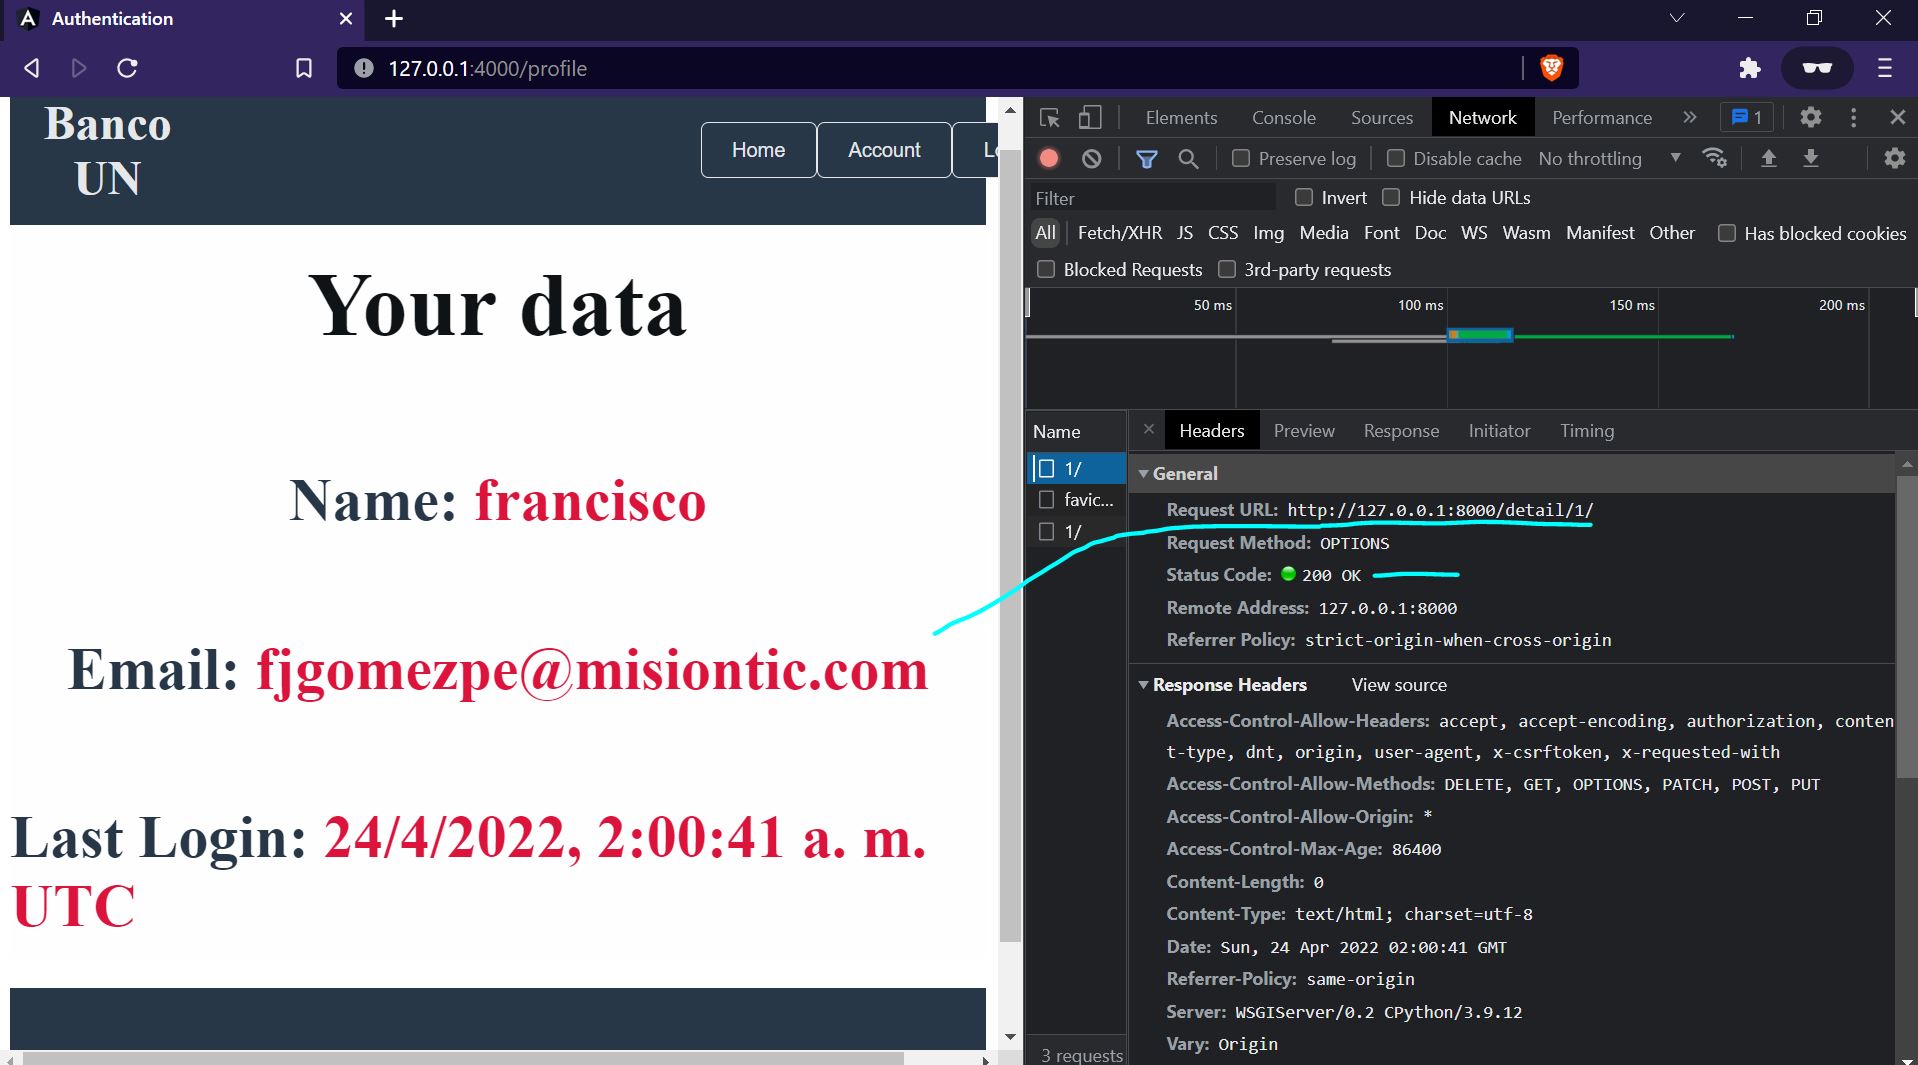 Authentication
127.0.0.1:4000/profile
Banco
UN
Home
Account
Your data
Name: francisco
Email: fjgomezpe@misiontic.com
Last Login: 24/4/2022, 2:00:41 a. m.
UTC
Elements Console Sources Network Performance » 1
Preserve log Disable cache No throttling
Filter Invert Hide data URLs
All Fetch/XHR JS CSS Img Media Font Doc WS Wasm Manifest Other Has blocked cookies
Blocked Requests 3rd-party requests
50 ms 100 ms 150 ms 200 ms
Name
1/
favic...
1/
3 requests
Headers Preview Response Initiator Timing
General
Request URL: http://127.0.0.1:8000/detail/1/
Request Method: OPTIONS
Status Code: 200 OK
Remote Address: 127.0.0.1:8000
Referrer Policy: strict-origin-when-cross-origin
Response Headers View source
Access-Control-Allow-Headers: accept, accept-encoding, authorization, conten
t-type, dnt, origin, user-agent, x-csrftoken, x-requested-with
Access-Control-Allow-Methods: DELETE, GET, OPTIONS, PATCH, POST, PUT
Access-Control-Allow-Origin: *
Access-Control-Max-Age: 86400
Content-Length: 0
Content-Type: text/html; charset=utf-8
Date: Sun, 24 Apr 2022 02:00:41 GMT
Referrer-Policy: same-origin
Server: WSGIServer/0.2 CPython/3.9.12
Vary: Origin